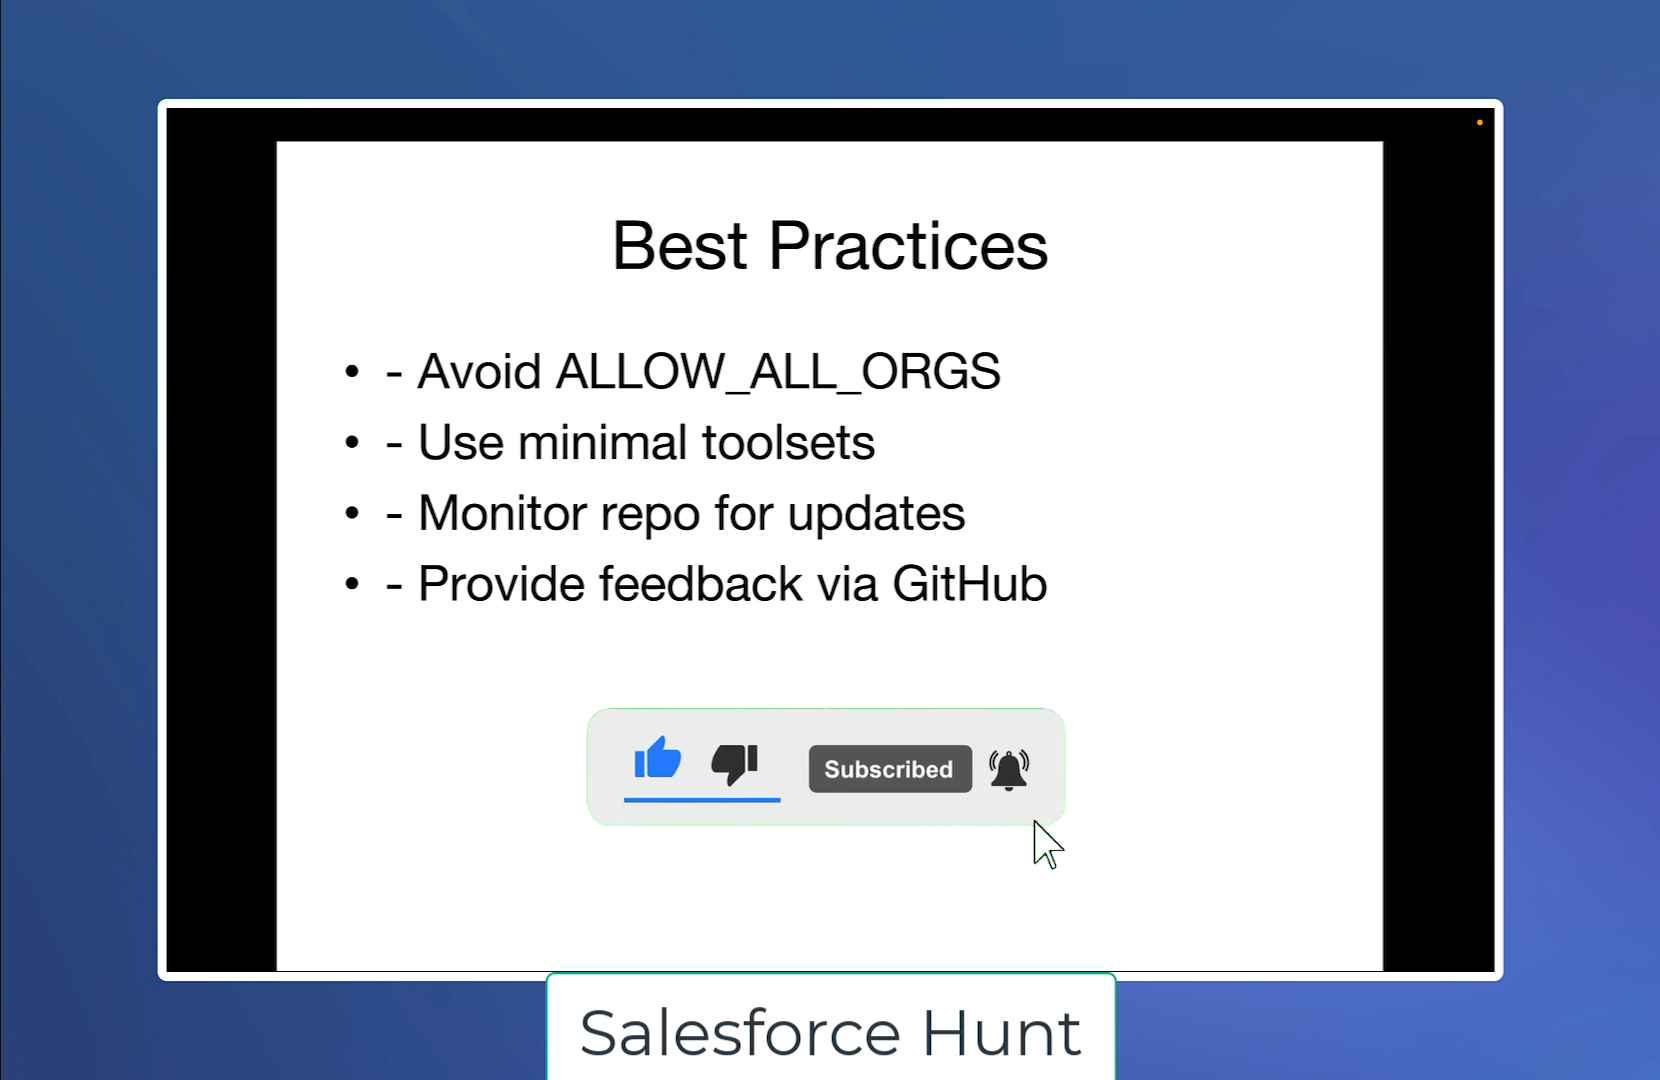 Best Practices
• - Avoid ALLOW_ALL_ORGS
• - Use minimal toolsets
• - Monitor repo for updates
• - Provide feedback via GitHub
Subscribed
Salesforce Hunt